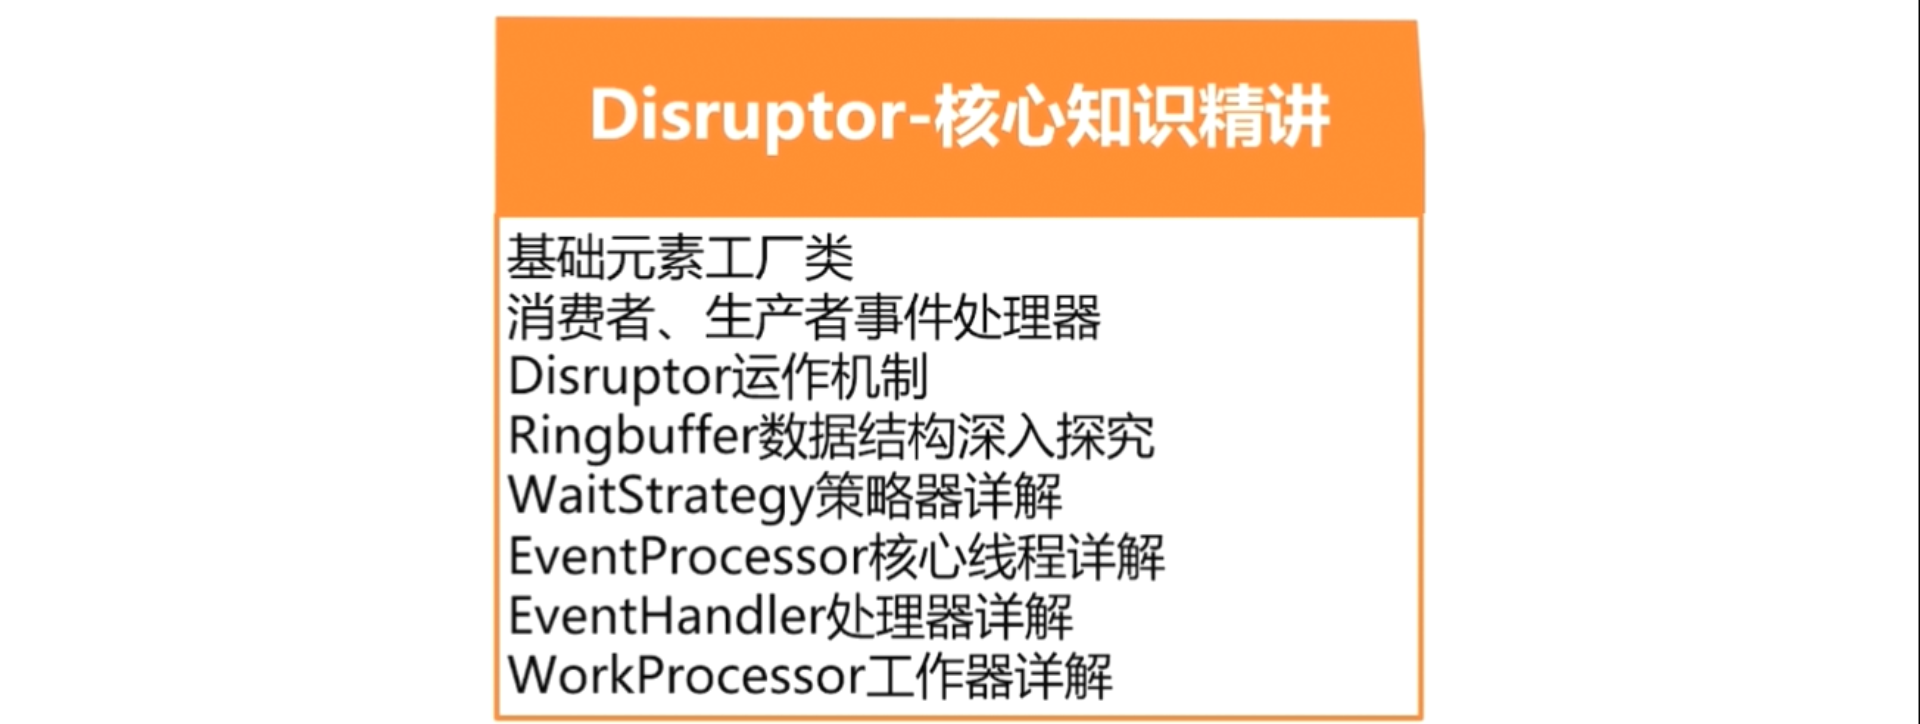 Disruptor-核心知识精讲
基础元素工厂类
消费者、生产者事件处理器
Disruptor运作机制
Ringbuffer数据结构深入探究
WaitStrategy策略器详解
EventProcessor核心线程详解
EventHandler处理器详解
WorkProcessor工作器详解